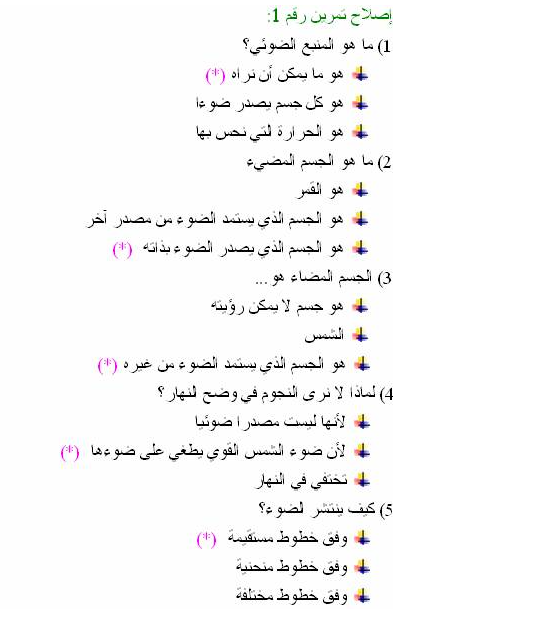 إصلاح تمرين رقم 1:
1) ما هو المنبع الضوئي؟
هو ما يمكن أن نراه (*)
هو كل جسم يصدر ضوءا
هو الحرارة التي نحس بها
2) ما هو الجسم المضيء
هو القمر
هو الجسم الذي يستمد الضوء من مصدر آخر
هو الجسم الذي يصدر الضوء بذاته (*)
3) الجسم المضاء هو ...
هو جسم لا يمكن رؤيته
الشمس
هو الجسم الذي يستمد الضوء من غيره (*)
4) لماذا لا نرى النجوم في وضح النهار؟
لأنها ليست مصدرا ضوئيا
لأن ضوء الشمس القوي يطغي على ضوءها (*)
تختفي في النهار
5) كيف ينتشر الضوء؟
وفق خطوط مستقيمة (*)
وفق خطوط منحنية
وفق خطوط مختلفة